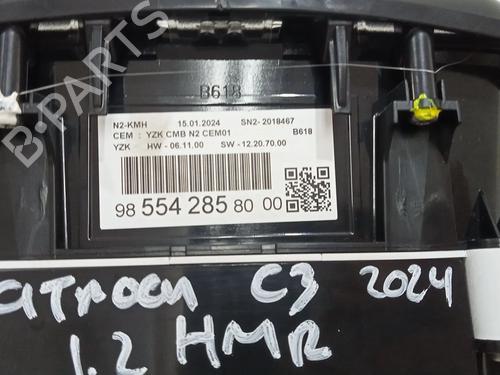 B-PARTS
B618
N2-KMH 15.01.2024 SN2- 2018467
CEM : YZK CMB N2 CEM01 B618
YZK HW - 06.11.00 SW - 12.20.70.00
98 554 285 80 00
CITROEN C3 2024
1.2 HMR